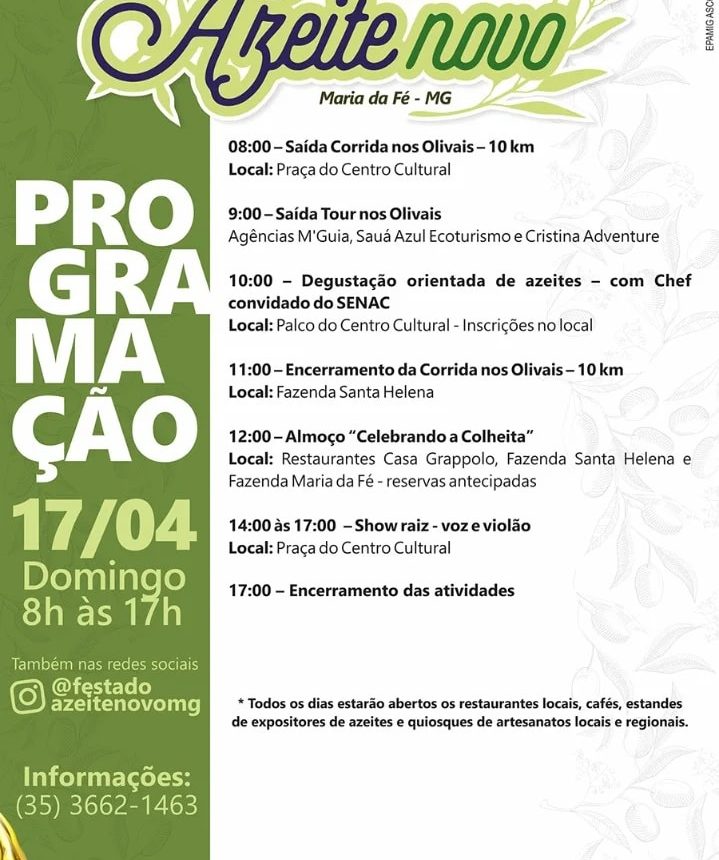 Azeite novo
Maria da Fé - MG
EPAMIG ASC
PRO
GRA
MA
ÇÃO
17/04
Domingo
8h às 17h
Também nas redes sociais
@festado
azeitenovomg
Informações:
(35) 3662-1463
08:00 – Saída Corrida nos Olivais – 10 km
Local: Praça do Centro Cultural
9:00 – Saída Tour nos Olivais
Agências M'Guia, Sauá Azul Ecoturismo e Cristina Adventure
10:00 – Degustação orientada de azeites – com Chef
convidado do SENAC
Local: Palco do Centro Cultural - Inscrições no local
11:00 – Encerramento da Corrida nos Olivais – 10 km
Local: Fazenda Santa Helena
12:00 – Almoço “Celebrando a Colheita”
Local: Restaurantes Casa Grappolo, Fazenda Santa Helena e
Fazenda Maria da Fé - reservas antecipadas
14:00 às 17:00 – Show raiz - voz e violão
Local: Praça do Centro Cultural
17:00 – Encerramento das atividades
* Todos os dias estarão abertos os restaurantes locais, cafés, estandes
de expositores de azeites e quiosques de artesanatos locais e regionais.